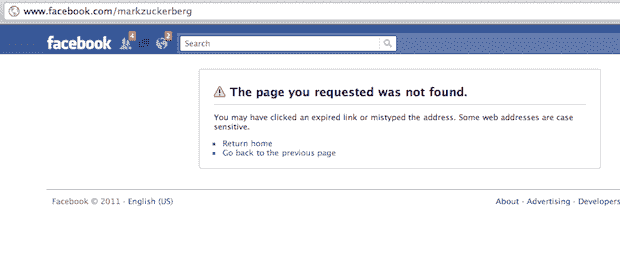 www.facebook.com/markzuckerberg
facebook 4 2 Search
The page you requested was not found.
You may have clicked an expired link or mistyped the address. Some web addresses are case
sensitive.
Return home
Go back to the previous page
Facebook © 2011 · English (US) About · Advertising · Developers